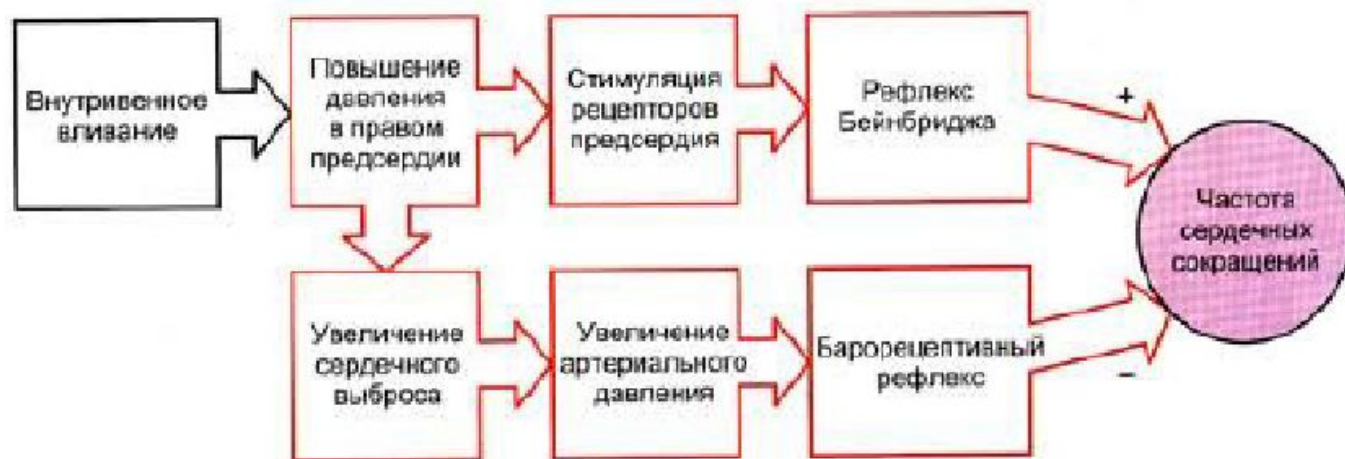 Внутривенное
вливание
Повышение
давления
в правом
предсердии
Стимуляция
рецепторов
предсердия
Рефлекс
Бейнбриджа
+
Частота
сердечных
сокращений
Увеличение
сердечного
выброса
Увеличение
артериального
давления
Барорецептивный
рефлекс
–